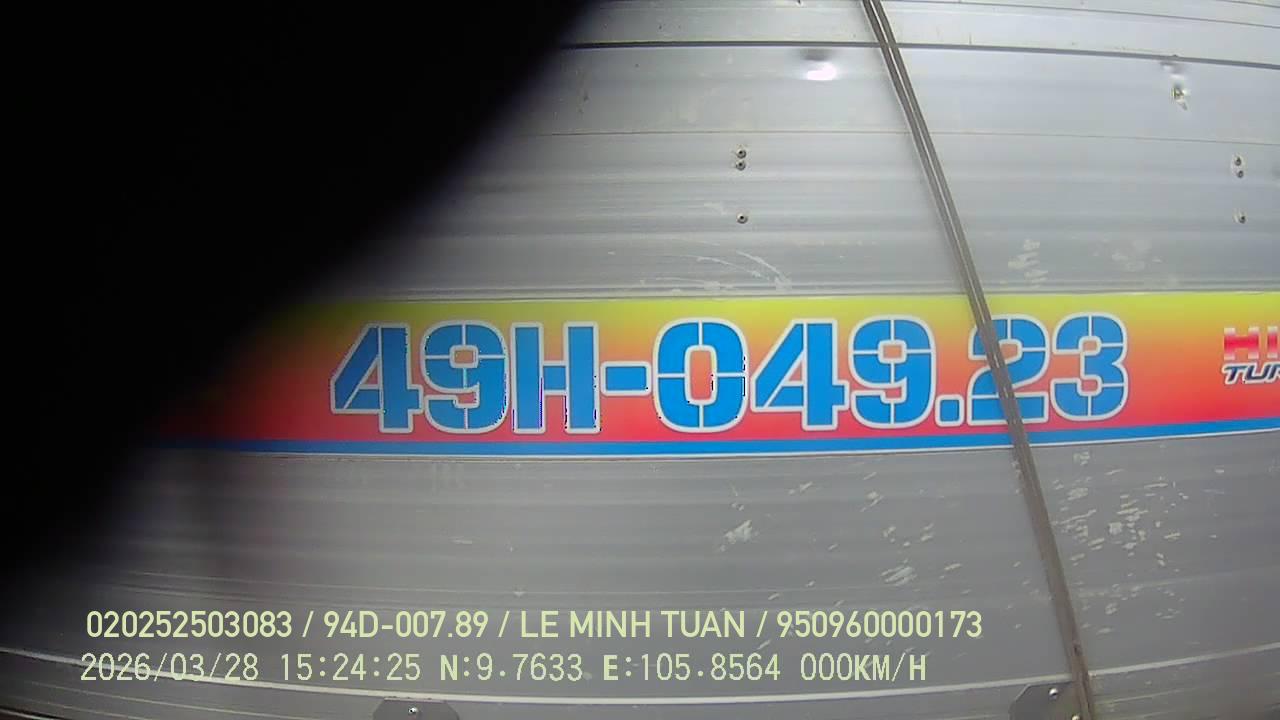 49H-049.23
020252503083 / 94D-007.89 / LE MINH TUAN / 950960000173
2026/03/28 15:24:25 N:9.7633 E:105.8564 000KM/H